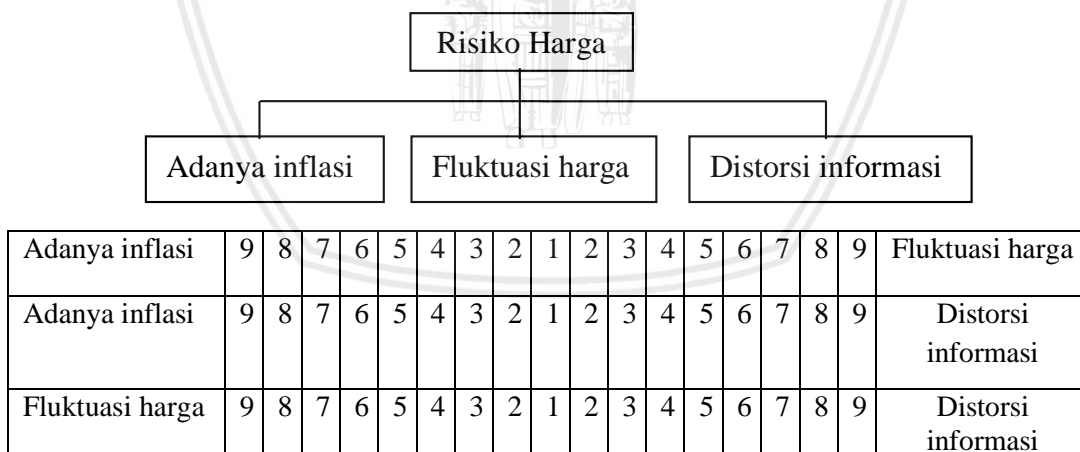 Risiko Harga
Adanya inflasi Fluktuasi harga Distorsi informasi
Adanya inflasi 9 8 7 6 5 4 3 2 1 2 3 4 5 6 7 8 9 Fluktuasi harga
Adanya inflasi 9 8 7 6 5 4 3 2 1 2 3 4 5 6 7 8 9 Distorsi
informasi
Fluktuasi harga 9 8 7 6 5 4 3 2 1 2 3 4 5 6 7 8 9 Distorsi
informasi